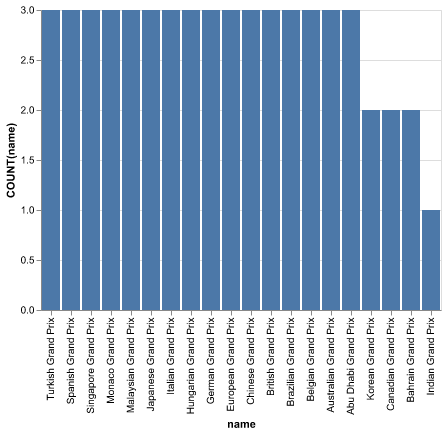 3.0
2.5
2.0
1.5
1.0
0.5
0.0
COUNT(name)
Turkish Grand Prix
Spanish Grand Prix
Singapore Grand Prix
Monaco Grand Prix
Malaysian Grand Prix
Japanese Grand Prix
Italian Grand Prix
Hungarian Grand Prix
German Grand Prix
European Grand Prix
Chinese Grand Prix
British Grand Prix
Brazilian Grand Prix
Belgian Grand Prix
Australian Grand Prix
Abu Dhabi Grand Prix
Korean Grand Prix
Canadian Grand Prix
Bahrain Grand Prix
Indian Grand Prix
name